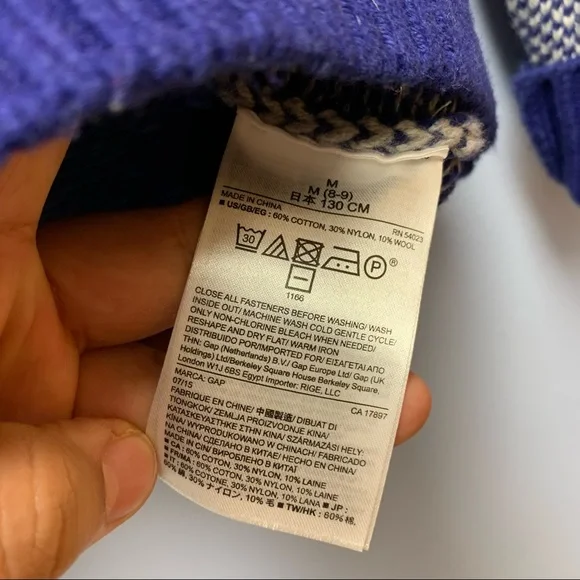 M
M (8-9)
日本 130 CM
MADE IN CHINA RN 54023
■ US/GB/EG : 60% COTTON, 30% NYLON, 10% WOOL
30 P ®
1166
CLOSE ALL FASTENERS BEFORE WASHING/ WASH
INSIDE OUT/ MACHINE WASH COLD GENTLE CYCLE/
ONLY NON-CHLORINE BLEACH WHEN NEEDED/
RESHAPE AND DRY FLAT/ WARM IRON
DISTRIBUIDO POR/IMPORTED FOR/ ΕΙΣΑΓΕΤΑΙ ΑΠΟ
ΤΗΝ: Gap (Netherlands) B.V./ Gap Europe Ltd/ Gap (UK
Holdings) Ltd/Berkeley Square House Berkeley Square,
London W1J 6BS Egypt Importer: RIGE, LLC
MARCA: GAP CA 17897
07/15
FABRIQUE EN CHINE/ 中國製造/ DIBUAT DI
TIONGKOK/ ZEMLJA PROIZVODNJE KINA/
ΚΑΤΑΣΚΕΥΑΣΤΗΚΕ ΣΤΗΝ ΚΙΝΑ/ SZÁRMAZÁSI HELY:
KÍNA/ WYPRODUKOWANO W CHINACH/ FABRICADO
NA CHINA/ СДЕЛАНО В КИТАЕ/ HECHO EN CHINA/
MADE IN CIN/ ВИРОБЛЕНО В КИТАЇ
■ CA : 60% COTTON, 30% NYLON, 10% LAINE
■ FR/MA : 60% COTON, 30% NYLON, 10% LAINE
60% COTONE, 30% NYLON, 10% LANA ■ JP :
綿, 30% ナイロン, 10% 毛 ■ TW/HK : 60% 棉,